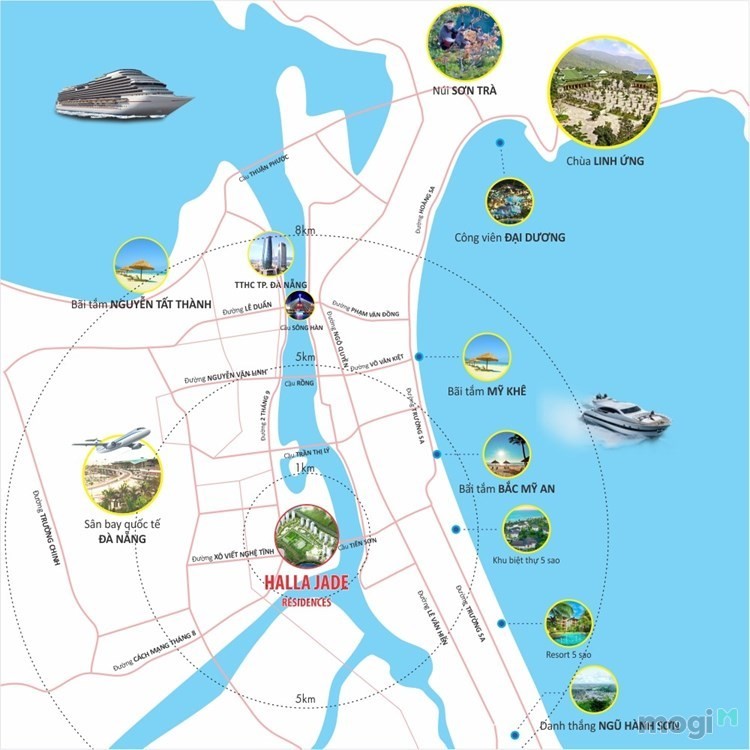 Núi SƠN TRÀ
Chùa LINH ỨNG
Cầu THUẬN PHƯỚC
Đường HOÀNG SA
Công viên ĐẠI DƯƠNG
8km
TTHC TP. ĐÀ NẴNG
Bãi tắm NGUYỄN TẤT THÀNH
Đường LÊ DUẨN
Đường PHẠM VĂN ĐỒNG
Cầu SÔNG HÀN
Đường NGÔ QUYỀN
5km
Đường VÕ VĂN KIỆT
Đường NGUYỄN VĂN LINH
Cầu RỒNG
Bãi tắm MỸ KHÊ
Đường 2 THÁNG 9
Đường TRƯỜNG SA
Cầu TRẦN THỊ LÝ
1km
Bãi tắm BẮC MỸ AN
Sân bay quốc tế
ĐÀ NẴNG
Đường TRƯỜNG CHINH
Cầu TIÊN SƠN
Đường XÔ VIẾT NGHỆ TĨNH
Khu biệt thự 5 sao
HALLA JADE
RESIDENCES
Đường LÊ VĂN HIẾN
Đường TRƯỜNG SA
Đường CÁCH MẠNG THÁNG 8
Resort 5 sao
5km
Danh thắng NGŨ HÀNH SƠN
mogi